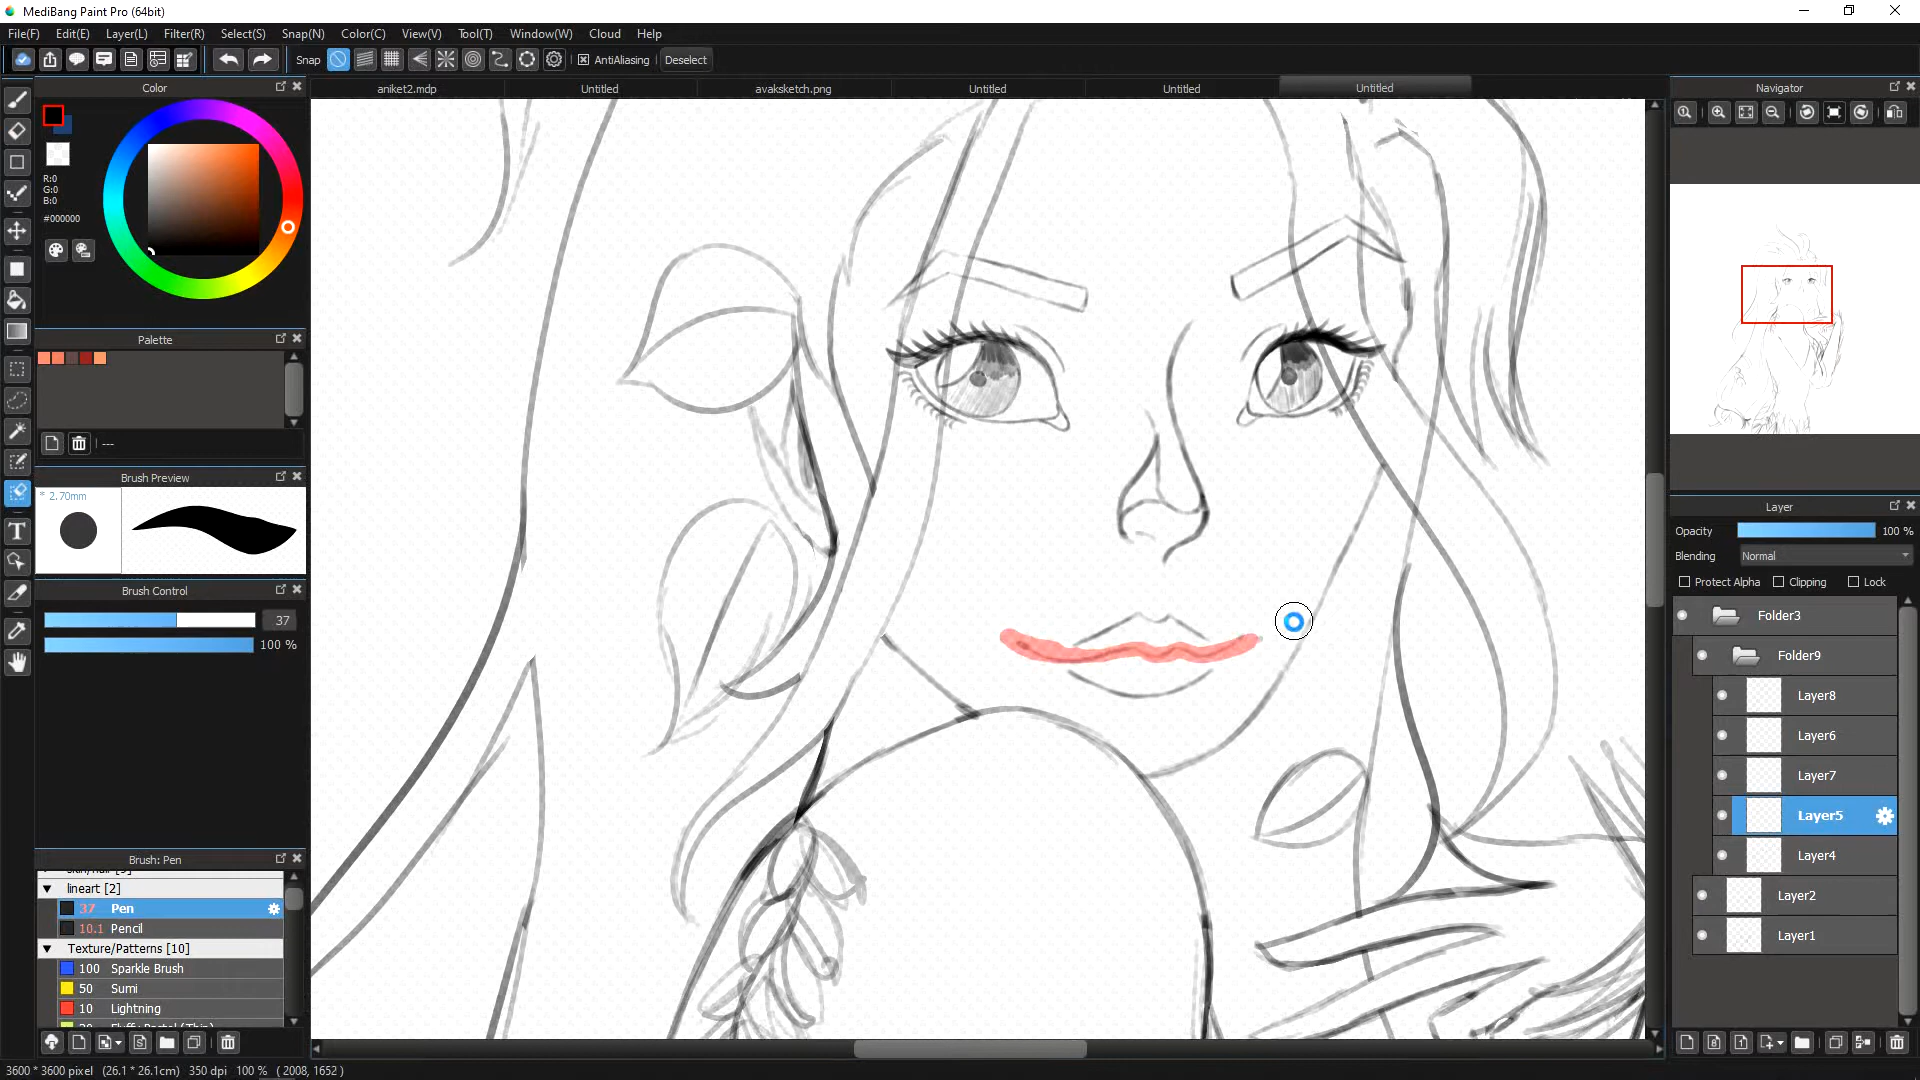 MediBang Paint Pro (64bit)
File(F) Edit(E) Layer(L) Filter(R) Select(S) Snap(N) Color(C) View(V) Tool(T) Window(W) Cloud Help
Snap AntiAliasing Deselect
Color
aniket2.mdp Untitled avaksketch.png Untitled Untitled Untitled
Navigator
R:0
G:0
B:0
#000000
Palette
---
Brush Preview
* 2.70mm
Brush Control
37
100 %
Brush: Pen
lineart [2]
37 Pen
10.1 Pencil
Texture/Patterns [10]
100 Sparkle Brush
50 Sumi
10 Lightning
Layer
Opacity 100 %
Blending Normal
Protect Alpha Clipping Lock
Folder3
Folder9
Layer8
Layer6
Layer7
Layer5
Layer4
Layer2
Layer1
3600 * 3600 pixel (26.1 * 26.1cm) 350 dpi 100 % ( 2008, 1652 )